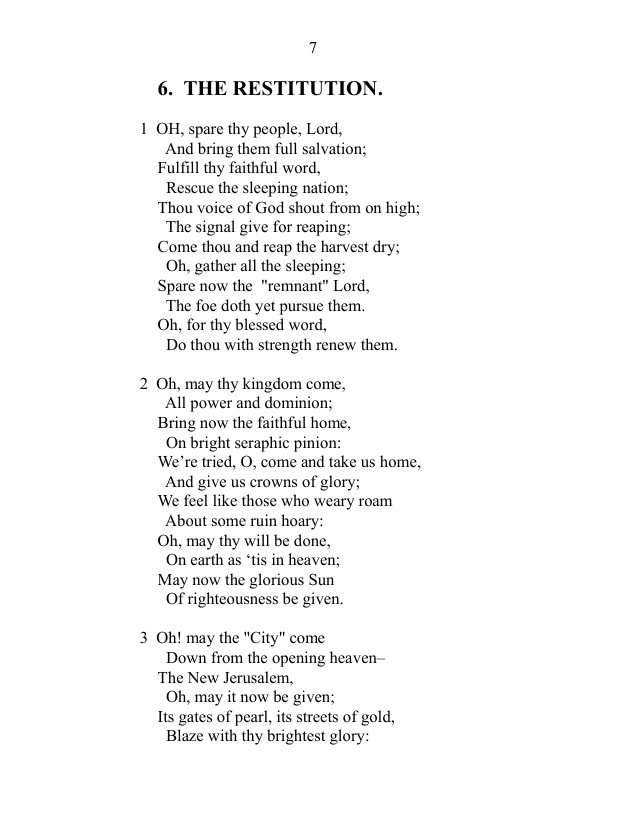 7
6. THE RESTITUTION.
1 OH, spare thy people, Lord,
And bring them full salvation;
Fulfill thy faithful word,
Rescue the sleeping nation;
Thou voice of God shout from on high;
The signal give for reaping;
Come thou and reap the harvest dry;
Oh, gather all the sleeping;
Spare now the "remnant" Lord,
The foe doth yet pursue them.
Oh, for thy blessed word,
Do thou with strength renew them.
2 Oh, may thy kingdom come,
All power and dominion;
Bring now the faithful home,
On bright seraphic pinion:
We’re tried, O, come and take us home,
And give us crowns of glory;
We feel like those who weary roam
About some ruin hoary:
Oh, may thy will be done,
On earth as ‘tis in heaven;
May now the glorious Sun
Of righteousness be given.
3 Oh! may the "City" come
Down from the opening heaven–
The New Jerusalem,
Oh, may it now be given;
Its gates of pearl, its streets of gold,
Blaze with thy brightest glory: